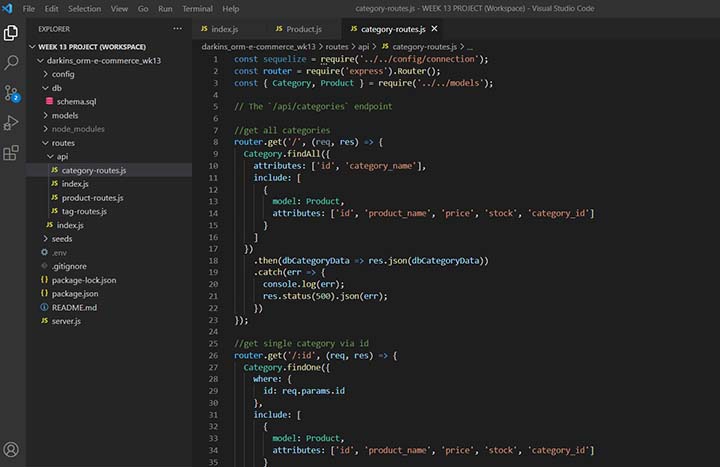 File Edit Selection View Go Run Terminal Help
category-routes.js - WEEK 13 PROJECT (Workspace) - Visual Studio Code
EXPLORER
WEEK 13 PROJECT (WORKSPACE)
darkins_orm-e-commerce_wk13
config
db
schema.sql
models
node_modules
routes
api
JS category-routes.js
JS index.js
JS product-routes.js
JS tag-routes.js
JS index.js
seeds
.env
.gitignore
{} package-lock.json
{} package.json
README.md
JS server.js
2
JS index.js
JS Product.js
JS category-routes.js ×
darkins_orm-e-commerce_wk13 > routes > api > JS category-routes.js > ...
1 const sequelize = require('../../config/connection');
2 const router = require('express').Router();
3 const { Category, Product } = require('../../models');
4
5 // The `/api/categories` endpoint
6
7 //get all categories
8 router.get('/', (req, res) => {
9 Category.findAll({
10 attributes: ['id', 'category_name'],
11 include: [
12 {
13 model: Product,
14 attributes: ['id', 'product_name', 'price', 'stock', 'category_id']
15 }
16 ]
17 })
18 .then(dbCategoryData => res.json(dbCategoryData))
19 .catch(err => {
20 console.log(err);
21 res.status(500).json(err);
22 })
23 });
24
25 //get single category via id
26 router.get('/:id', (req, res) => {
27 Category.findOne({
28 where: {
29 id: req.params.id
30 },
31 include: [
32 {
33 model: Product,
34 attributes: ['id', 'product_name', 'price', 'stock', 'category_id']
35 }